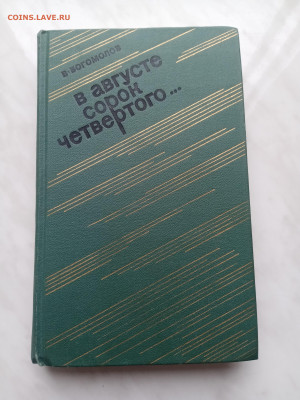 COINS.LAVE.RU
В·БОГОМОЛОВ
В АВГУСТЕ
СОРОК
ЧЕТВЕРТОГО...